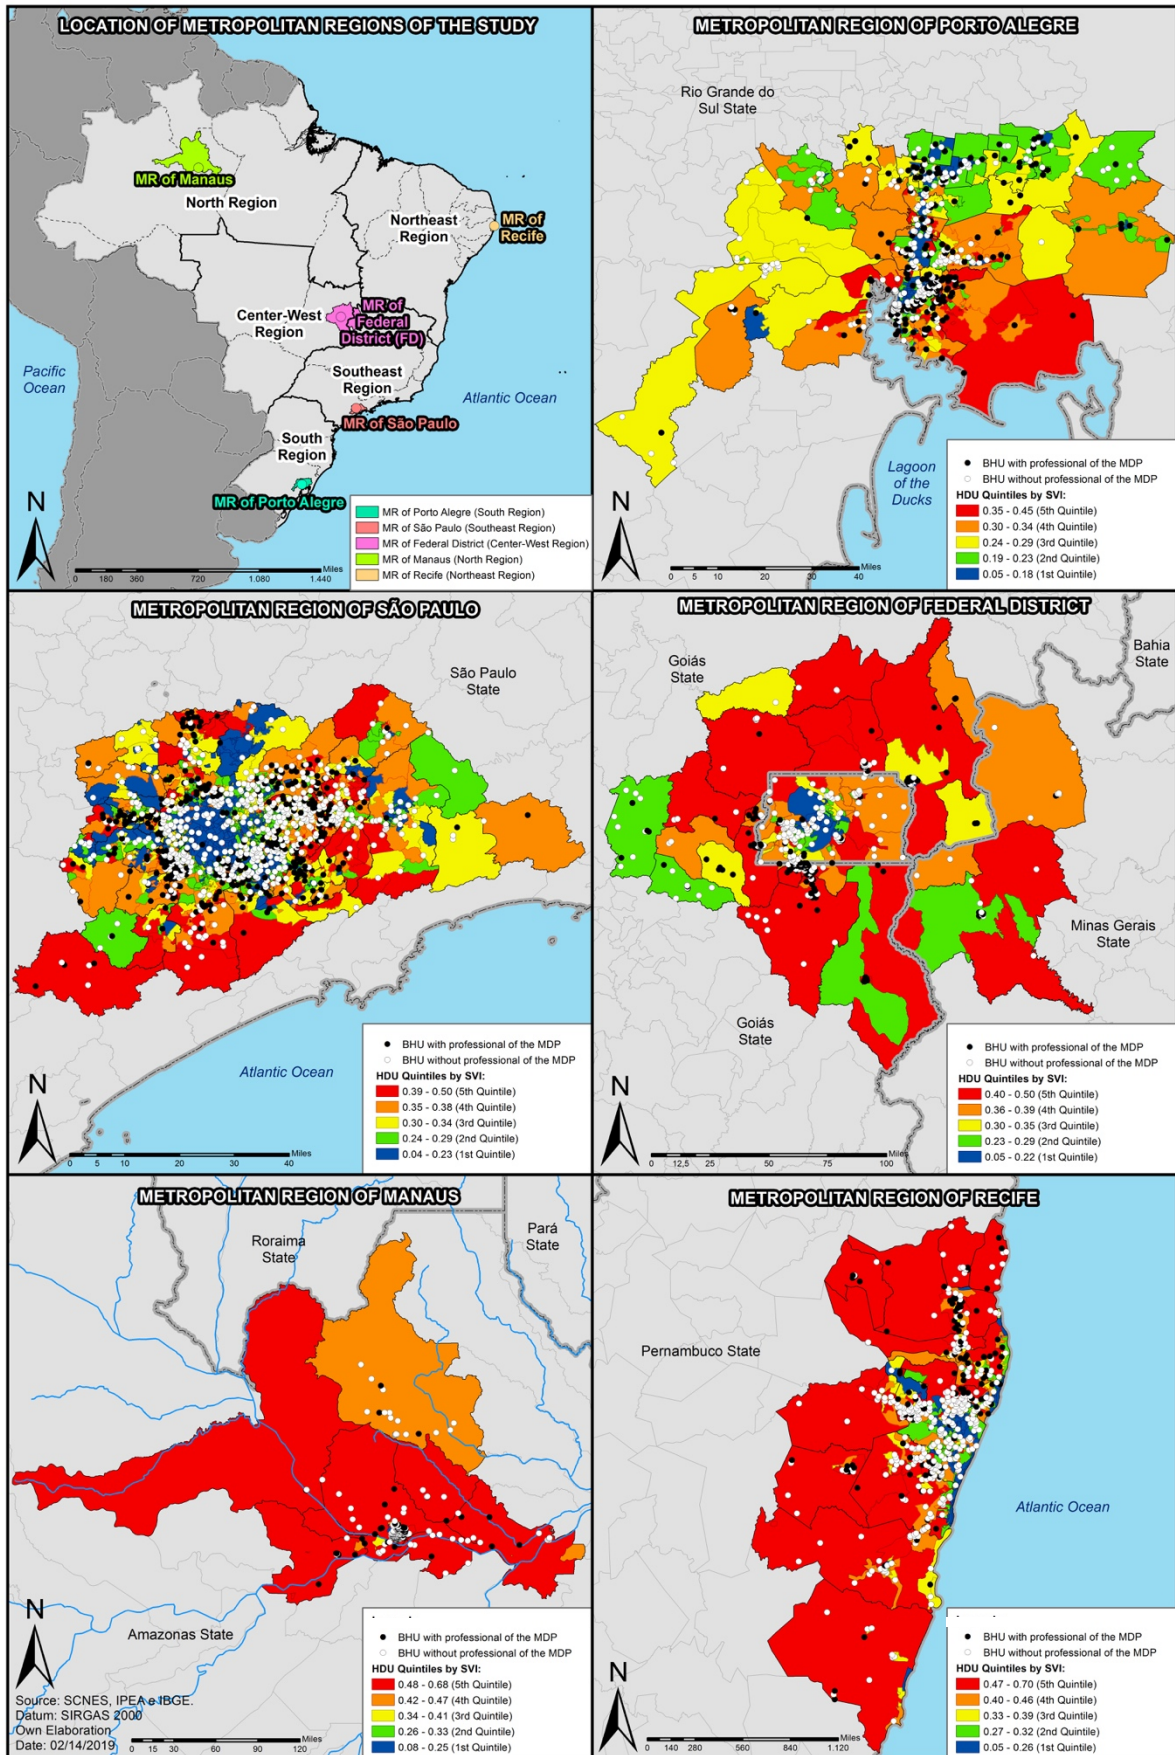 LOCATION OF METROPOLITAN REGIONS OF THE STUDY
MR of Manaus
North Region
Northeast
Region
MR of
Recife
Center-West
Region
MR of
Federal
District (FD)
Southeast
Region
MR of São Paulo
South
Region
MR of Porto Alegre
Pacific
Ocean
Atlantic Ocean
N
0 180 360 720 1.080 1.440
Miles
MR of Porto Alegre (South Region)
MR of São Paulo (Southeast Region)
MR of Federal District (Center-West Region)
MR of Manaus (North Region)
MR of Recife (Northeast Region)
METROPOLITAN REGION OF PORTO ALEGRE
Rio Grande do
Sul State
Lagoon
of the
Ducks
N
0 5 10 20 30 40
Miles
BHU with professional of the MDP
BHU without professional of the MDP
HDU Quintiles by SVI:
0.35 - 0.45 (5th Quintile)
0.30 - 0.34 (4th Quintile)
0.24 - 0.29 (3rd Quintile)
0.19 - 0.23 (2nd Quintile)
0.05 - 0.18 (1st Quintile)
METROPOLITAN REGION OF SÃO PAULO
São Paulo
State
Atlantic Ocean
N
0 5 10 20 30 40
Miles
BHU with professional of the MDP
BHU without professional of the MDP
HDU Quintiles by SVI:
0.39 - 0.50 (5th Quintile)
0.35 - 0.38 (4th Quintile)
0.30 - 0.34 (3rd Quintile)
0.24 - 0.29 (2nd Quintile)
0.04 - 0.23 (1st Quintile)
METROPOLITAN REGION OF FEDERAL DISTRICT
Goiás
State
Bahia
State
Minas Gerais
State
Goiás
State
N
0 12,5 25 50 75 100
Miles
BHU with professional of the MDP
BHU without professional of the MDP
HDU Quintiles by SVI:
0.40 - 0.50 (5th Quintile)
0.36 - 0.39 (4th Quintile)
0.30 - 0.35 (3rd Quintile)
0.23 - 0.29 (2nd Quintile)
0.05 - 0.22 (1st Quintile)
METROPOLITAN REGION OF MANAUS
Roraima
State
Pará
State
Amazonas State
N
Source: SCNES, IPEA e IBGE.
Datum: SIRGAS 2000
Own Elaboration
Date: 02/14/2019
0 15 30 60 90 120
Miles
BHU with professional of the MDP
BHU without professional of the MDP
HDU Quintiles by SVI:
0.48 - 0.68 (5th Quintile)
0.42 - 0.47 (4th Quintile)
0.34 - 0.41 (3rd Quintile)
0.26 - 0.33 (2nd Quintile)
0.08 - 0.25 (1st Quintile)
METROPOLITAN REGION OF RECIFE
Pernambuco State
Atlantic Ocean
N
0 140 280 560 840 1.120
Miles
BHU with professional of the MDP
BHU without professional of the MDP
HDU Quintiles by SVI:
0.47 - 0.70 (5th Quintile)
0.40 - 0.46 (4th Quintile)
0.33 - 0.39 (3rd Quintile)
0.27 - 0.32 (2nd Quintile)
0.05 - 0.26 (1st Quintile)